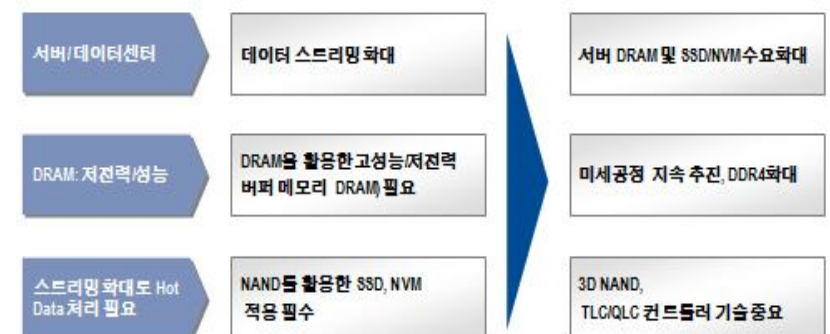 서버/데이터센터
데이터 스트리밍 확대
서버 DRAM 및 SSD/NVM수요확대
DRAM: 저전력/성능
DRAM을 활용한 고성능/저전력
버퍼 메모리 DRAM) 필요
미세공정 지속 추진, DDR4확대
스트리밍 확대로 Hot
Data 처리 필요
NAND를 활용한 SSD, NVM
적용 필수
3D NAND,
TLC/QLC 컨트롤러 기술중요